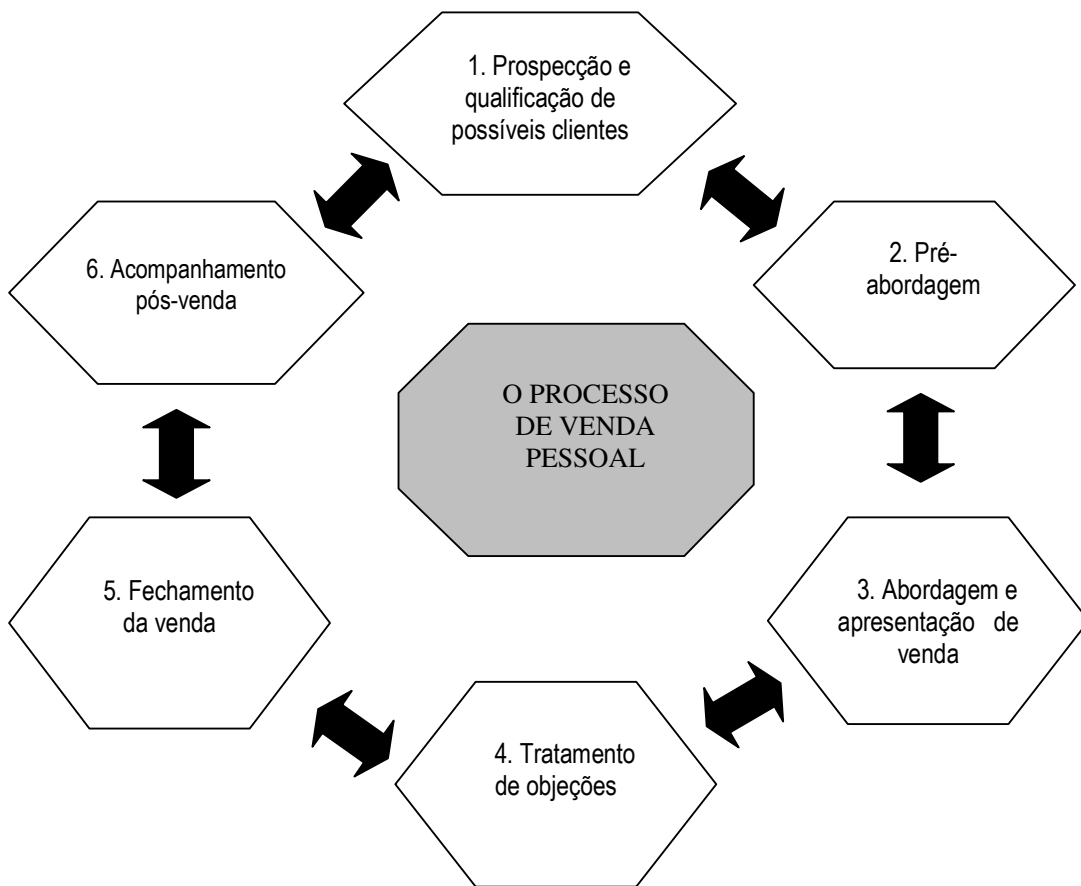 1. Prospecção e
qualificação de
possíveis clientes
2. Pré-
abordagem
3. Abordagem e
apresentação de
venda
4. Tratamento
de objeções
5. Fechamento
da venda
6. Acompanhamento
pós-venda
O PROCESSO
DE VENDA
PESSOAL